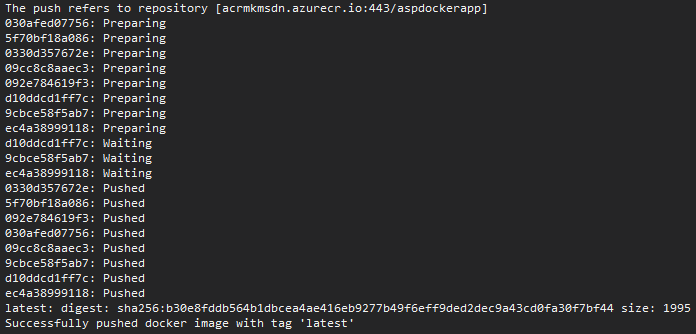 The push refers to repository [acrmkmsdn.azurecr.io:443/aspdockerapp]
030afed07756: Preparing
5f70bf18a086: Preparing
0330d357672e: Preparing
09cc8c8aaec3: Preparing
092e784619f3: Preparing
d10ddcd1ff7c: Preparing
9cbce58f5ab7: Preparing
ec4a38999118: Preparing
d10ddcd1ff7c: Waiting
9cbce58f5ab7: Waiting
ec4a38999118: Waiting
0330d357672e: Pushed
5f70bf18a086: Pushed
092e784619f3: Pushed
030afed07756: Pushed
09cc8c8aaec3: Pushed
9cbce58f5ab7: Pushed
d10ddcd1ff7c: Pushed
ec4a38999118: Pushed
latest: digest: sha256:b30e8fddb564b1dbcea4ae416eb9277b49f6eff9ded2dec9a43cd0fa30f7bf44 size: 1995
Successfully pushed docker image with tag 'latest'